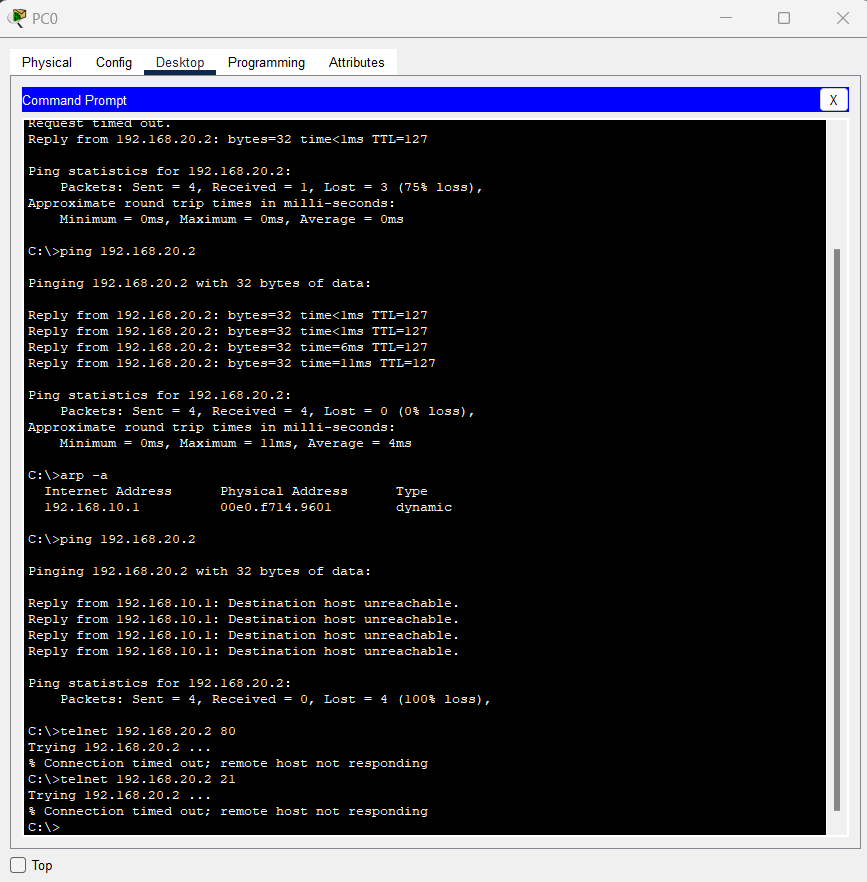 PC0
Physical Config Desktop Programming Attributes
Command Prompt X
Request timed out.
Reply from 192.168.20.2: bytes=32 time<1ms TTL=127

Ping statistics for 192.168.20.2:
    Packets: Sent = 4, Received = 1, Lost = 3 (75% loss),
Approximate round trip times in milli-seconds:
    Minimum = 0ms, Maximum = 0ms, Average = 0ms

C:\>ping 192.168.20.2

Pinging 192.168.20.2 with 32 bytes of data:

Reply from 192.168.20.2: bytes=32 time<1ms TTL=127
Reply from 192.168.20.2: bytes=32 time<1ms TTL=127
Reply from 192.168.20.2: bytes=32 time=6ms TTL=127
Reply from 192.168.20.2: bytes=32 time=11ms TTL=127

Ping statistics for 192.168.20.2:
    Packets: Sent = 4, Received = 4, Lost = 0 (0% loss),
Approximate round trip times in milli-seconds:
    Minimum = 0ms, Maximum = 11ms, Average = 4ms

C:\>arp -a
  Internet Address      Physical Address      Type
  192.168.10.1          00e0.f714.9601        dynamic

C:\>ping 192.168.20.2

Pinging 192.168.20.2 with 32 bytes of data:

Reply from 192.168.10.1: Destination host unreachable.
Reply from 192.168.10.1: Destination host unreachable.
Reply from 192.168.10.1: Destination host unreachable.
Reply from 192.168.10.1: Destination host unreachable.

Ping statistics for 192.168.20.2:
    Packets: Sent = 4, Received = 0, Lost = 4 (100% loss),

C:\>telnet 192.168.20.2 80
Trying 192.168.20.2 ...
% Connection timed out; remote host not responding
C:\>telnet 192.168.20.2 21
Trying 192.168.20.2 ...
% Connection timed out; remote host not responding
C:\>
Top